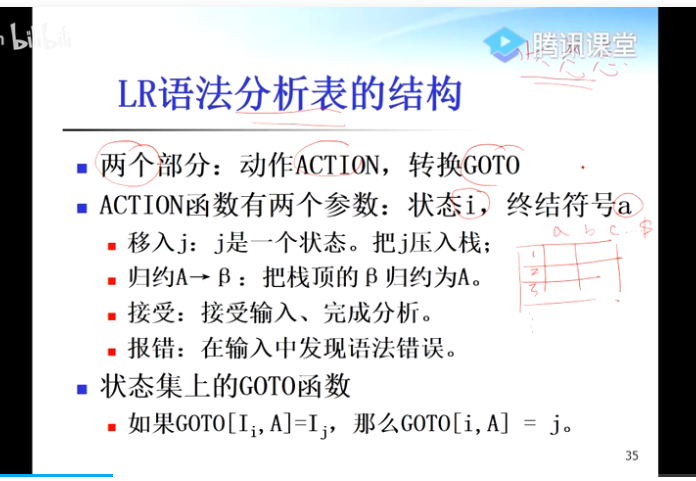 bilibili
腾讯课堂
LR语法分析表的结构
两个部分：动作ACTION，转换GOTO
ACTION函数有两个参数：状态i，终结符号a
a b c...$
移入j：j是一个状态。把j压入栈；
1
归约A→β：把栈顶的β归约为A。
2
接受：接受输入、完成分析。
3
报错：在输入中发现语法错误。
状态集上的GOTO函数
如果GOTO[Iᵢ,A]=Iⱼ，那么GOTO[i,A] = j。
35